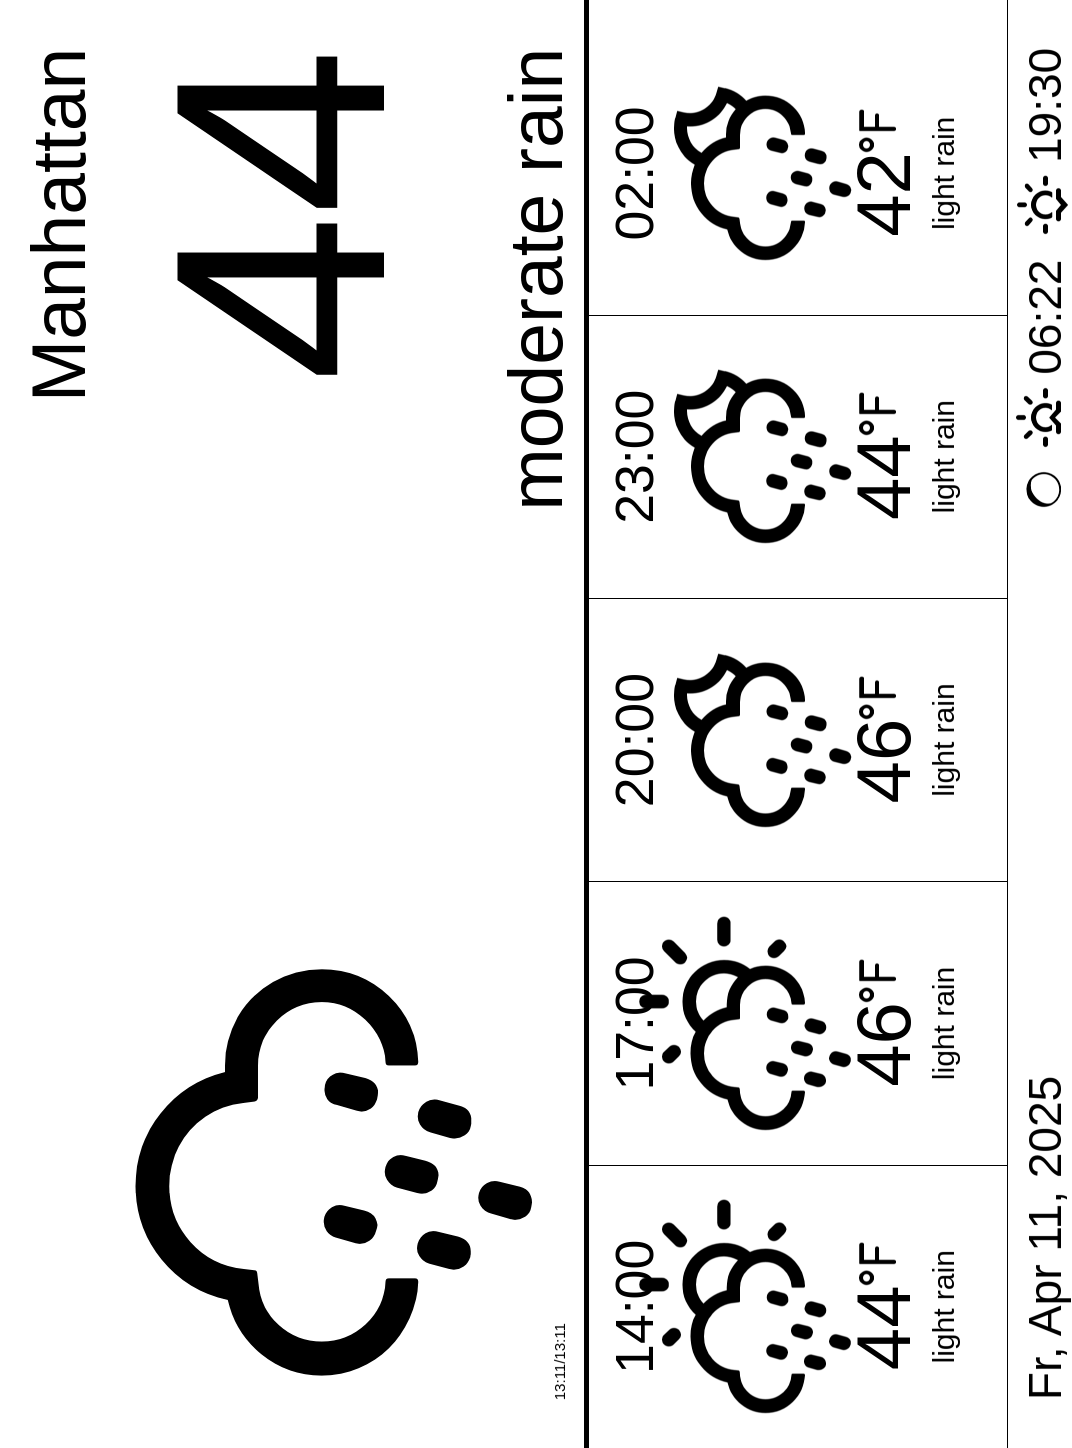 Manhattan
44
moderate rain
13:11/13:11
14:00 17:00 20:00 23:00 02:00
44°F 46°F 46°F 44°F 42°F
light rain light rain light rain light rain light rain
Fr, Apr 11, 2025 06:22 19:30